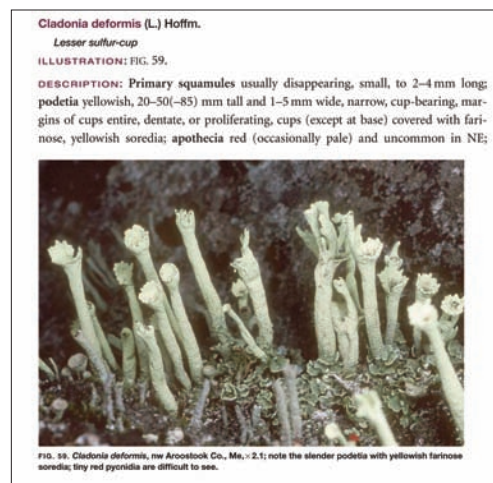 Cladonia deformis (L.) Hoffm.
Lesser sulfur-cup
ILLUSTRATION: FIG. 59.
DESCRIPTION: Primary squamules usually disappearing, small, to 2–4 mm long;
podetia yellowish, 20–50(–85) mm tall and 1–5 mm wide, narrow, cup-bearing, mar-
gins of cups entire, dentate, or proliferating, cups (except at base) covered with fari-
nose, yellowish soredia; apothecia red (occasionally pale) and uncommon in NE;
FIG. 59. Cladonia deformis, nw Aroostook Co., Me, ×2.1; note the slender podetia with yellowish farinose
soredia; tiny red pycnidia are difficult to see.